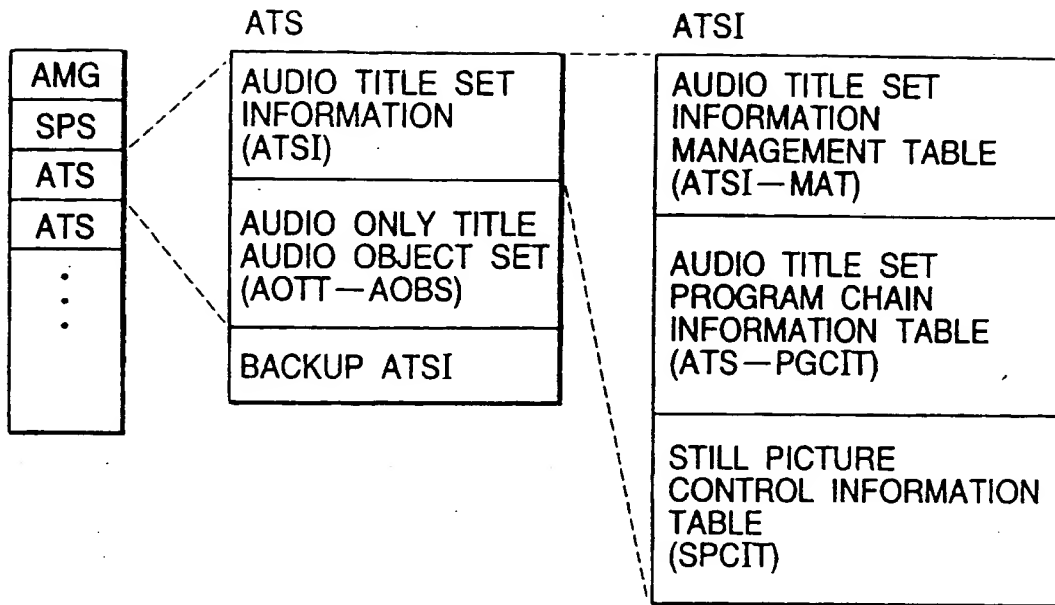 AMG
SPS
ATS
ATS
ATS
AUDIO TITLE SET
INFORMATION
(ATSI)
AUDIO ONLY TITLE
AUDIO OBJECT SET
(AOTT—AOBS)
BACKUP ATSI
ATSI
AUDIO TITLE SET
INFORMATION
MANAGEMENT TABLE
(ATSI—MAT)
AUDIO TITLE SET
PROGRAM CHAIN
INFORMATION TABLE
(ATS—PGCIT)
STILL PICTURE
CONTROL INFORMATION
TABLE
(SPCIT)